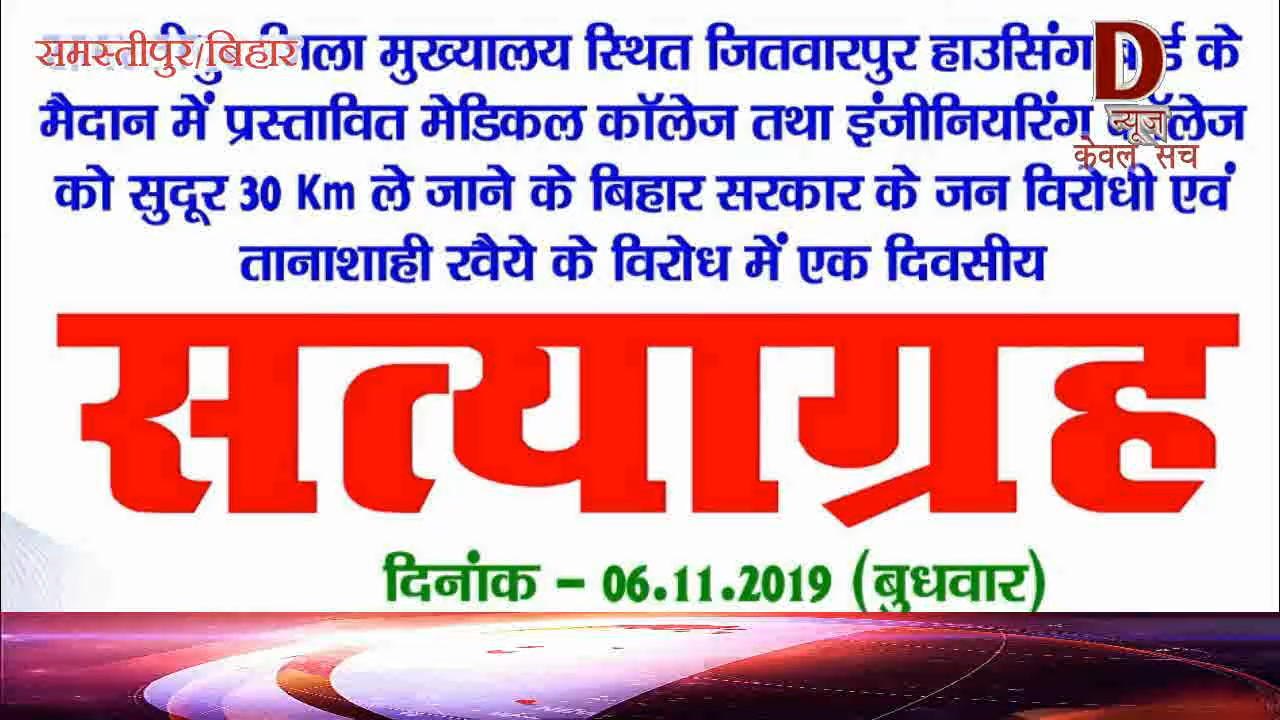 समस्तीपुर/बिहार
जिला मुख्यालय स्थित जितवारपुर हाउसिंग के
मैदान में प्रस्तावित मेडिकल कॉलेज तथा इंजीनियरिंग कॉलेज
को सुदूर 30 Km ले जाने के बिहार सरकार के जन विरोधी एवं
तानाशाही रवैये के विरोध में एक दिवसीय
सत्याग्रह
दिनांक - 06.11.2019 (बुधवार)
D
न्यूज
केवल सच